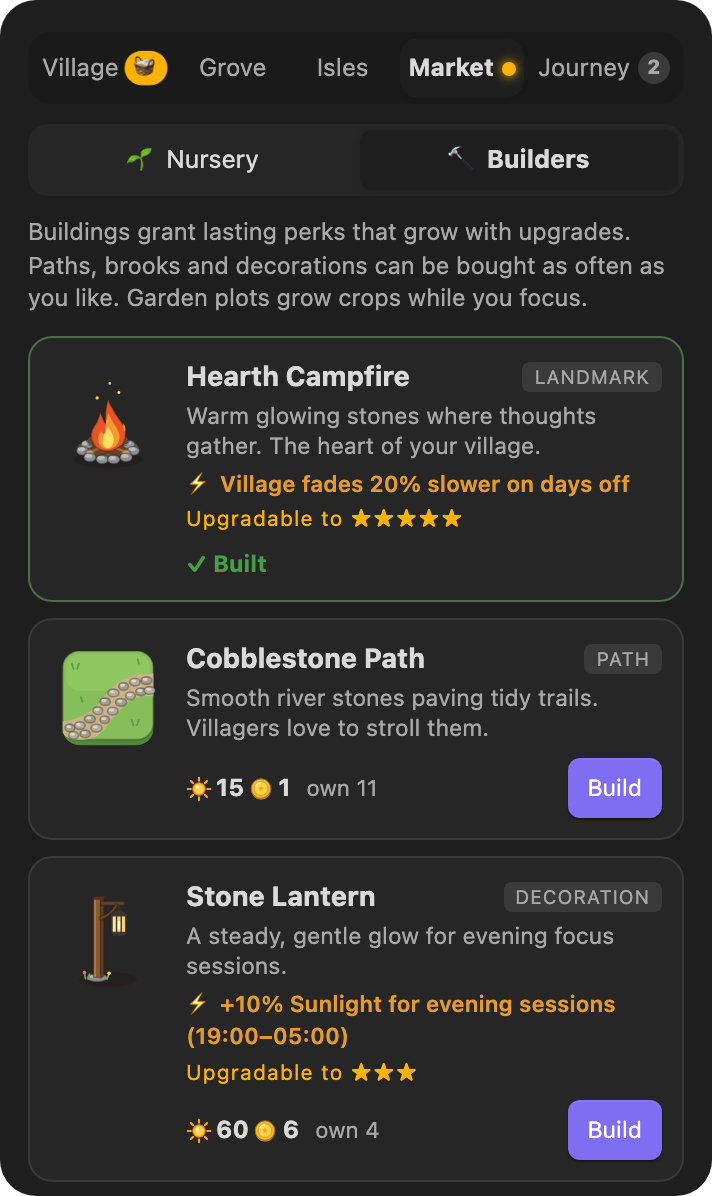 Village Grove Isles Market Journey 2
Nursery Builders
Buildings grant lasting perks that grow with upgrades.
Paths, brooks and decorations can be bought as often as
you like. Garden plots grow crops while you focus.
Hearth Campfire LANDMARK
Warm glowing stones where thoughts
gather. The heart of your village.
⚡ Village fades 20% slower on days off
Upgradable to ★★★★★
✓ Built
Cobblestone Path PATH
Smooth river stones paving tidy trails.
Villagers love to stroll them.
15 1 own 11 Build
Stone Lantern DECORATION
A steady, gentle glow for evening focus
sessions.
⚡ +10% Sunlight for evening sessions
(19:00–05:00)
Upgradable to ★★★
60 6 own 4 Build